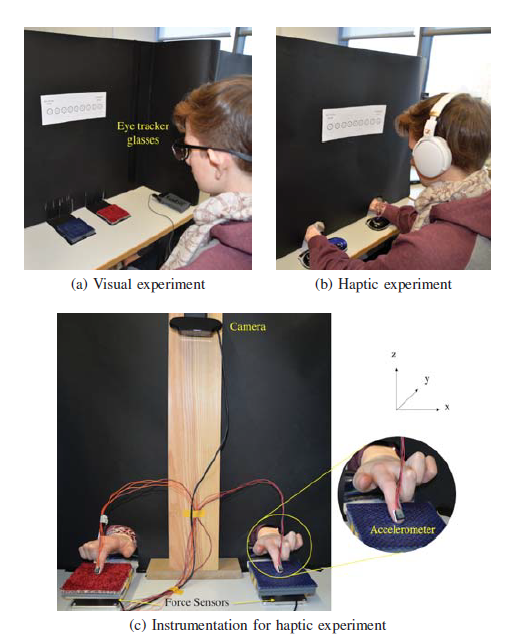 Eye tracker
glasses
(a) Visual experiment
(b) Haptic experiment
Camera
z
y
x
Accelerometer
Force Sensors
(c) Instrumentation for haptic experiment